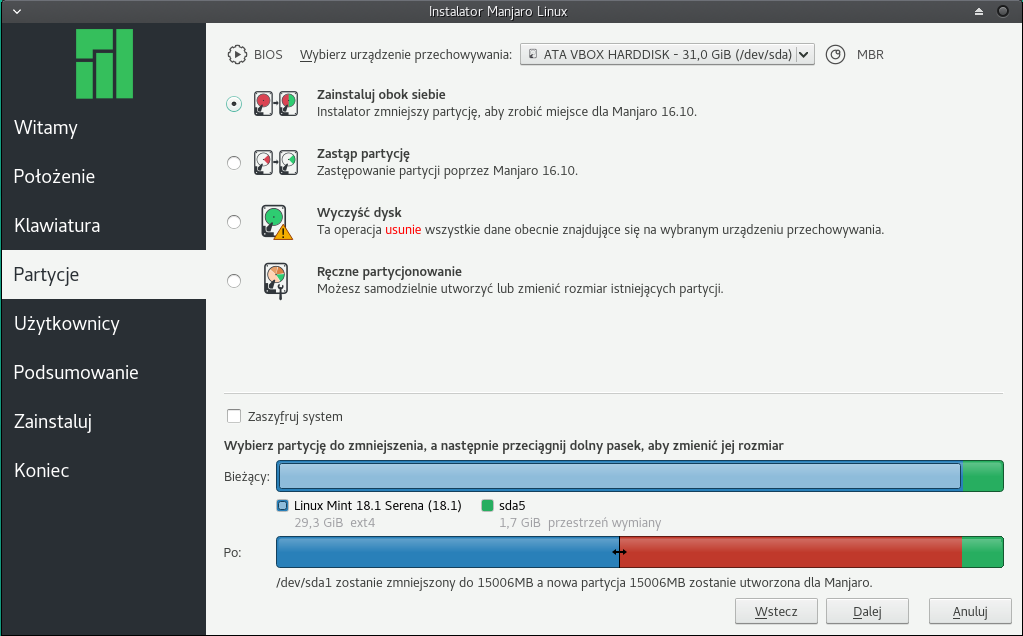 Instalator Manjaro Linux
BIOS Wybierz urządzenie przechowywania: ATA VBOX HARDDISK - 31,0 GiB (/dev/sda) MBR
Witamy
Położenie
Klawiatura
Partycje
Użytkownicy
Podsumowanie
Zainstaluj
Koniec
Zainstaluj obok siebie
Instalator zmniejszy partycję, aby zrobić miejsce dla Manjaro 16.10.
Zastąp partycję
Zastępowanie partycji poprzez Manjaro 16.10.
Wyczyść dysk
Ta operacja usunie wszystkie dane obecnie znajdujące się na wybranym urządzeniu przechowywania.
Ręczne partycjonowanie
Możesz samodzielnie utworzyć lub zmienić rozmiar istniejących partycji.
Zaszyfruj system
Wybierz partycję do zmniejszenia, a następnie przeciągnij dolny pasek, aby zmienić jej rozmiar
Bieżący:
Linux Mint 18.1 Serena (18.1) sda5
29,3 GiB ext4 1,7 GiB przestrzeń wymiany
Po:
/dev/sda1 zostanie zmniejszony do 15006MB a nowa partycja 15006MB zostanie utworzona dla Manjaro.
Wstecz Dalej Anuluj